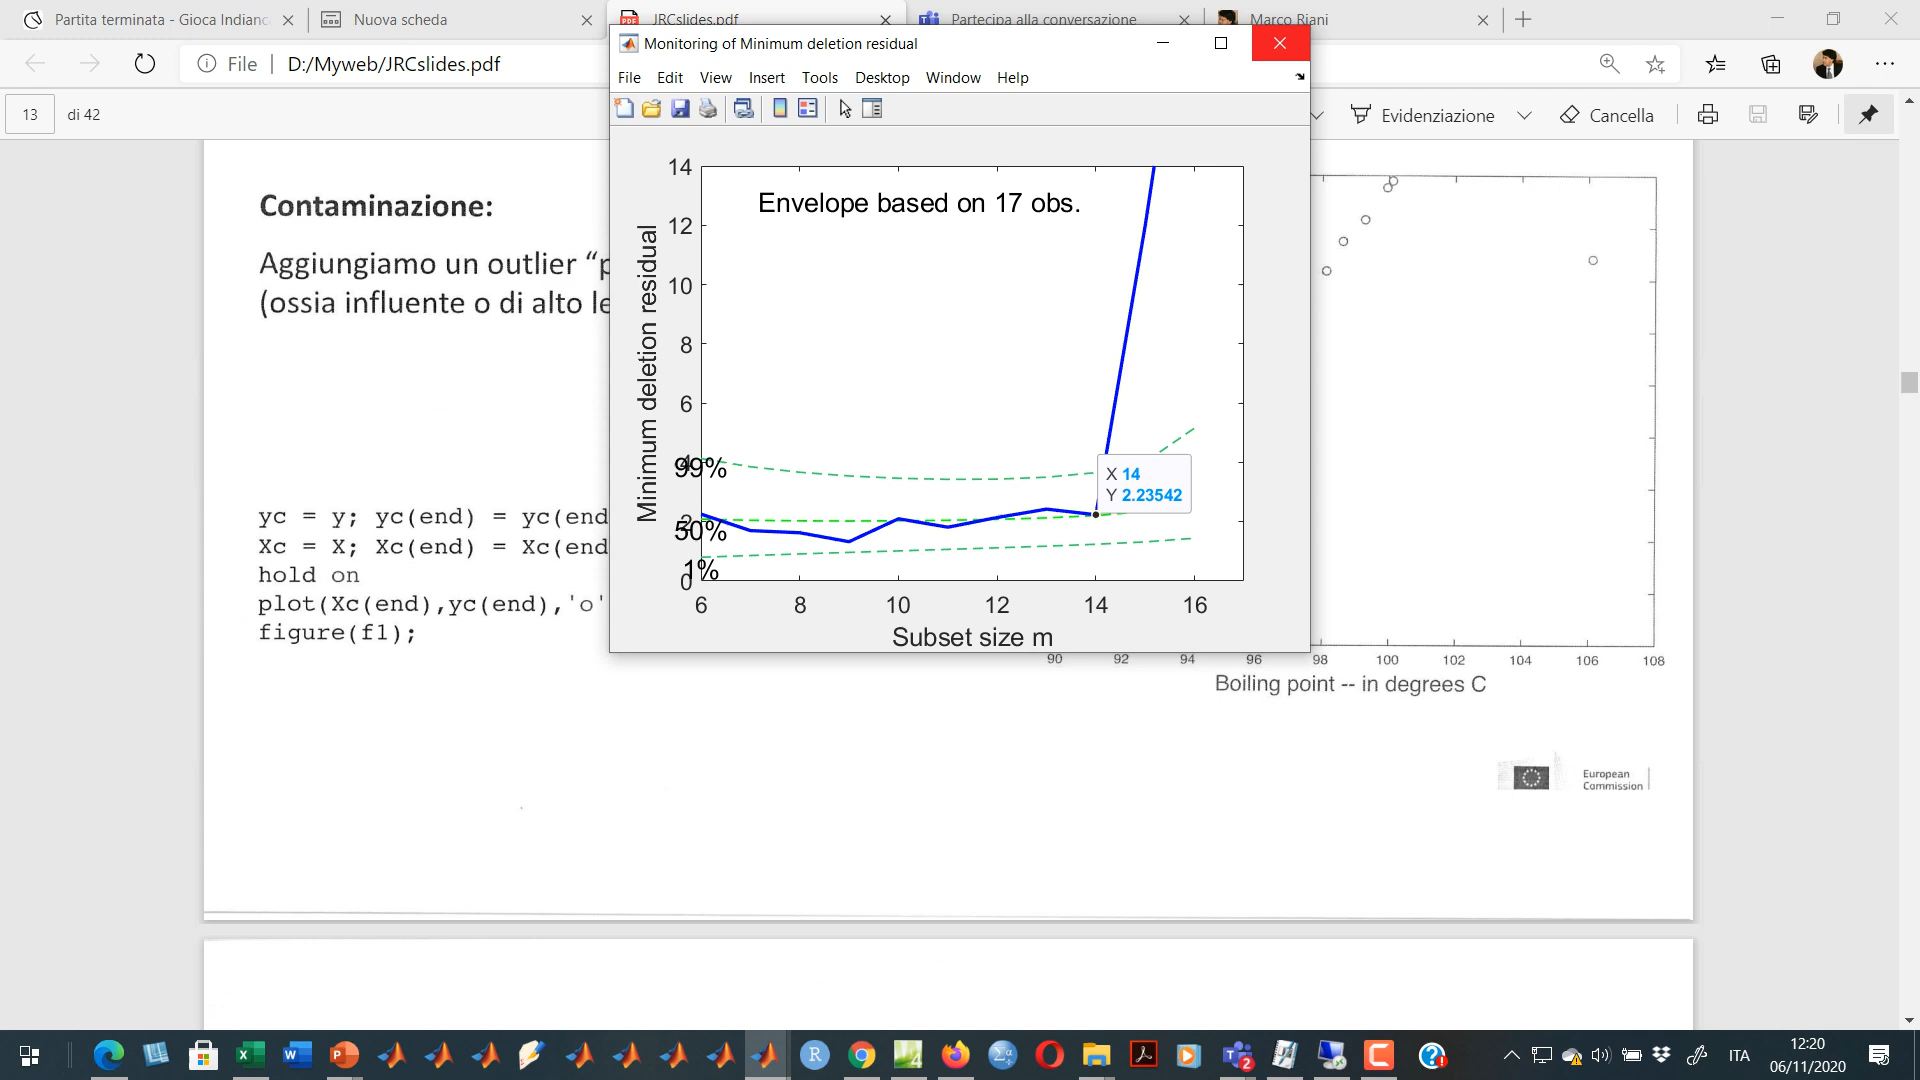 Partita terminata - Gioca Indiano
Nuova scheda
JRCslides.pdf
Partecipa alla conversazione
Marco Riani
File
D:/Myweb/JRCslides.pdf
13
di 42
Evidenziazione
Cancella
Contaminazione:
Aggiungiamo un outlier “p
(ossia influente o di alto le
yc = y; yc(end) = yc(end
Xc = X; Xc(end) = Xc(end
hold on
plot(Xc(end),yc(end),'o'
figure(f1);
Monitoring of Minimum deletion residual
File Edit View Insert Tools Desktop Window Help
Envelope based on 17 obs.
Minimum deletion residual
14
12
10
8
6
4
2
0
99%
50%
1%
X 14
Y 2.23542
6 8 10 12 14 16
Subset size m
90 92 94 96 98 100 102 104 106 108
Boiling point -- in degrees C
European
Commission
ITA
12:20
06/11/2020